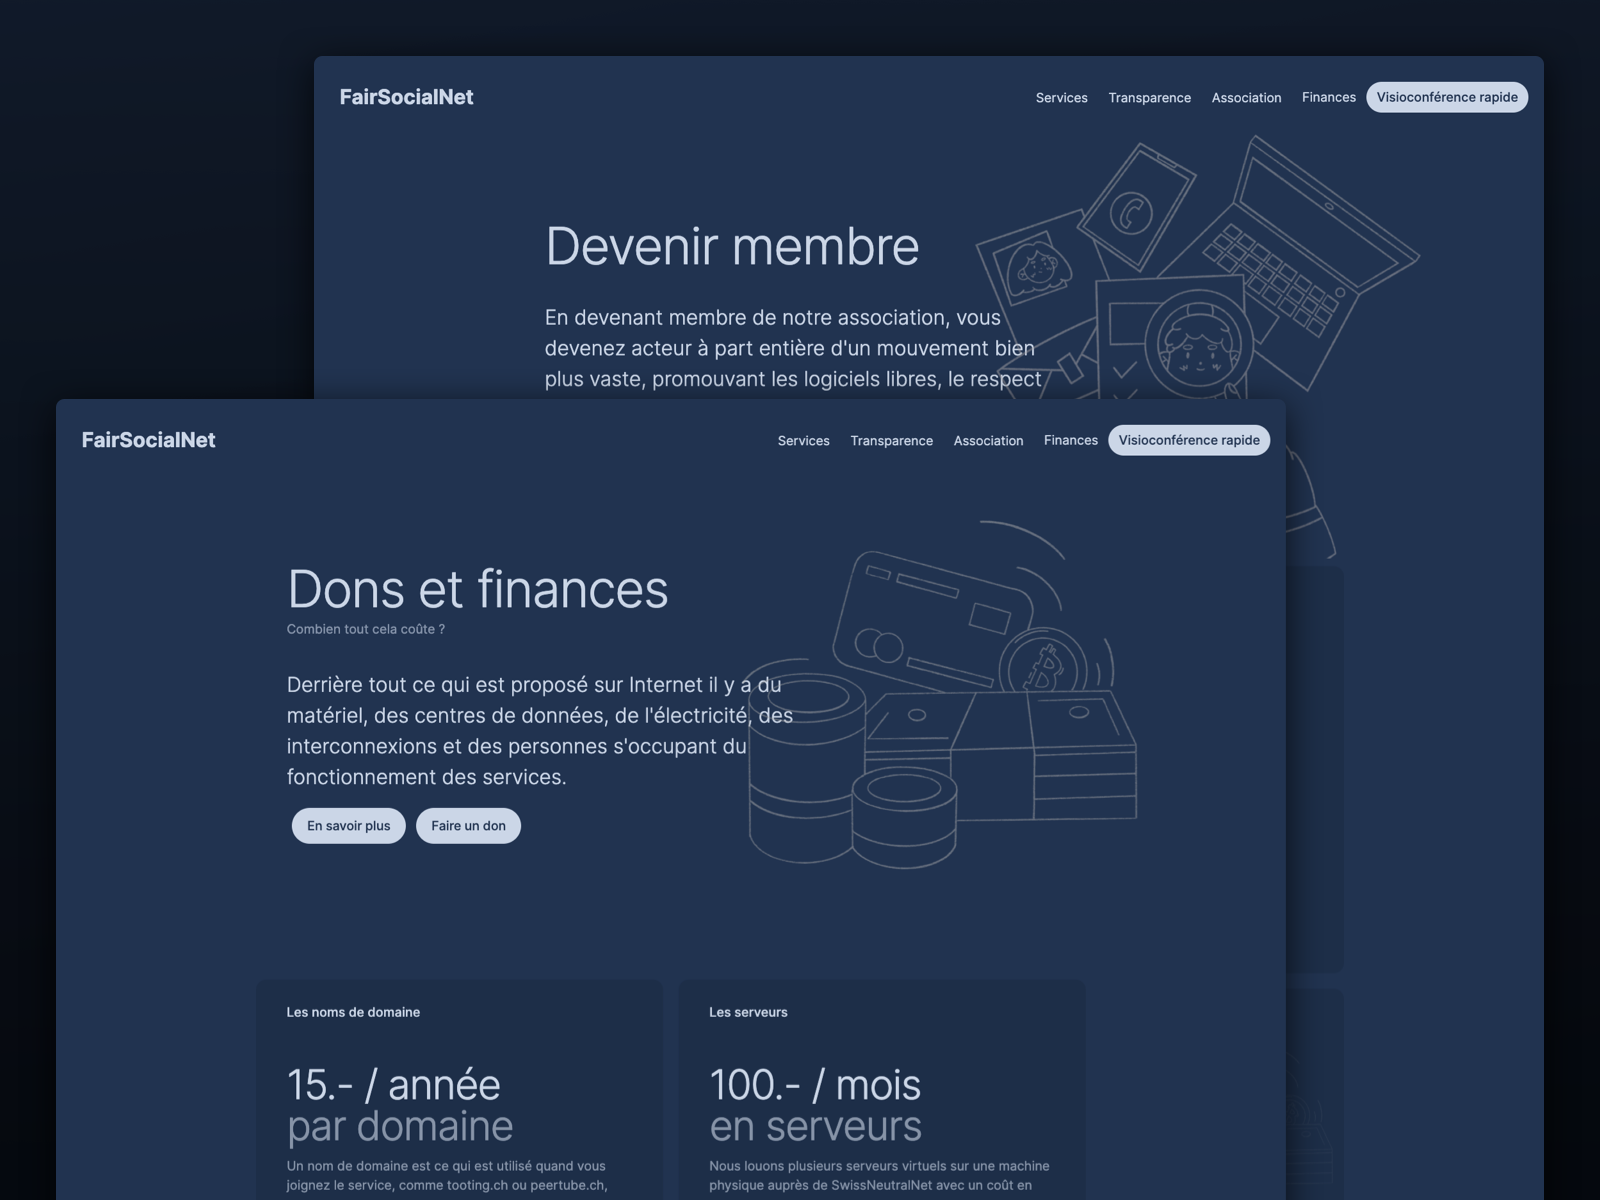 FairSocialNet
Services Transparence Association Finances Visioconférence rapide
Devenir membre
En devenant membre de notre association, vous
devenez acteur à part entière d'un mouvement bien
plus vaste, promouvant les logiciels libres, le respect
FairSocialNet
Services Transparence Association Finances Visioconférence rapide
Dons et finances
Combien tout cela coûte ?
Derrière tout ce qui est proposé sur Internet il y a du
matériel, des centres de données, de l'électricité, des
interconnexions et des personnes s'occupant du
fonctionnement des services.
En savoir plus Faire un don
Les noms de domaine
15.- / année
par domaine
Un nom de domaine est ce qui est utilisé quand vous
joignez le service, comme tooting.ch ou peertube.ch,
Les serveurs
100.- / mois
en serveurs
Nous louons plusieurs serveurs virtuels sur une machine
physique auprès de SwissNeutralNet avec un coût en